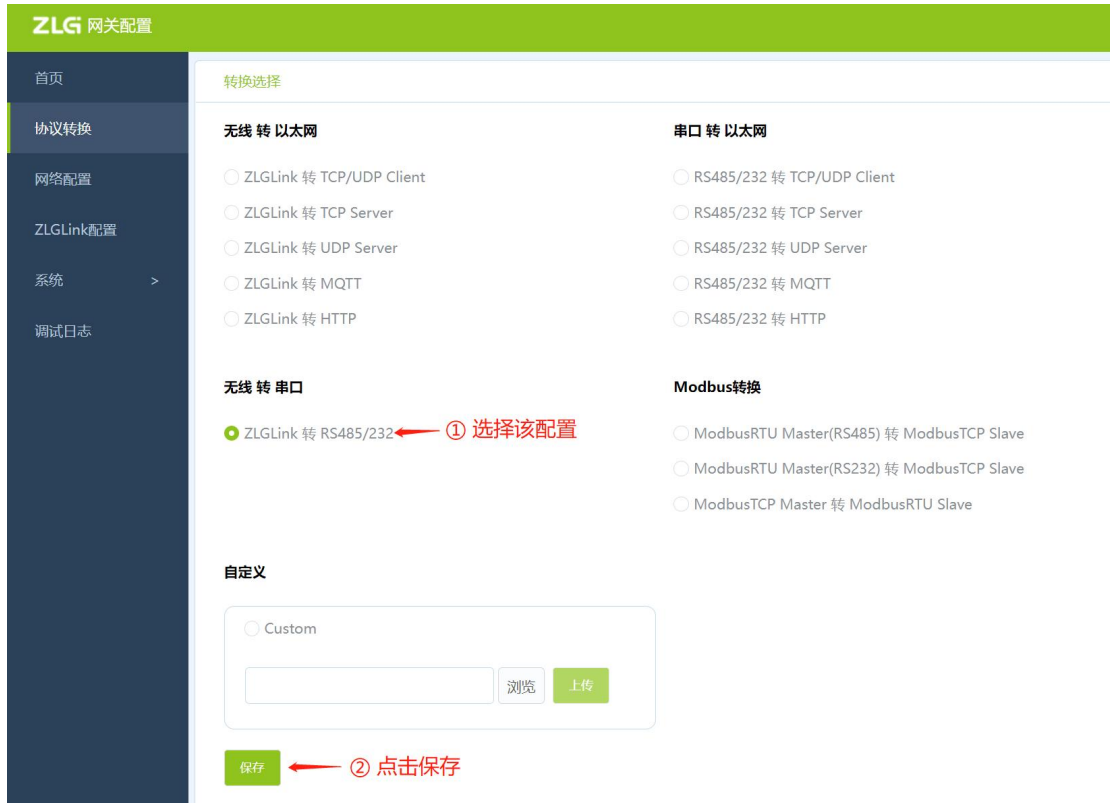 ZLG 网关配置
首页
协议转换
网络配置
ZLGLink配置
系统 >
调试日志
转换选择
无线 转 以太网
ZLGLink 转 TCP/UDP Client
ZLGLink 转 TCP Server
ZLGLink 转 UDP Server
ZLGLink 转 MQTT
ZLGLink 转 HTTP
串口 转 以太网
RS485/232 转 TCP/UDP Client
RS485/232 转 TCP Server
RS485/232 转 UDP Server
RS485/232 转 MQTT
RS485/232 转 HTTP
无线 转 串口
ZLGLink 转 RS485/232
① 选择该配置
Modbus转换
ModbusRTU Master(RS485) 转 ModbusTCP Slave
ModbusRTU Master(RS232) 转 ModbusTCP Slave
ModbusTCP Master 转 ModbusRTU Slave
自定义
Custom
浏览 上传
保存
② 点击保存